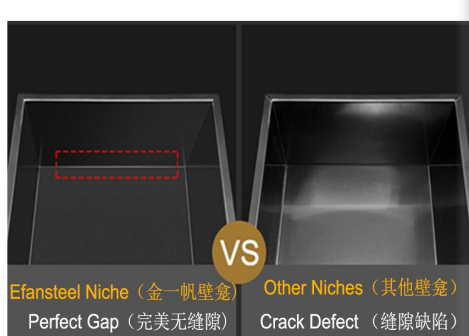 VS
Efansteel Niche（金一帆壁龛）
Other Niches（其他壁龛）
Perfect Gap（完美无缝隙）
Crack Defect （缝隙缺陷）